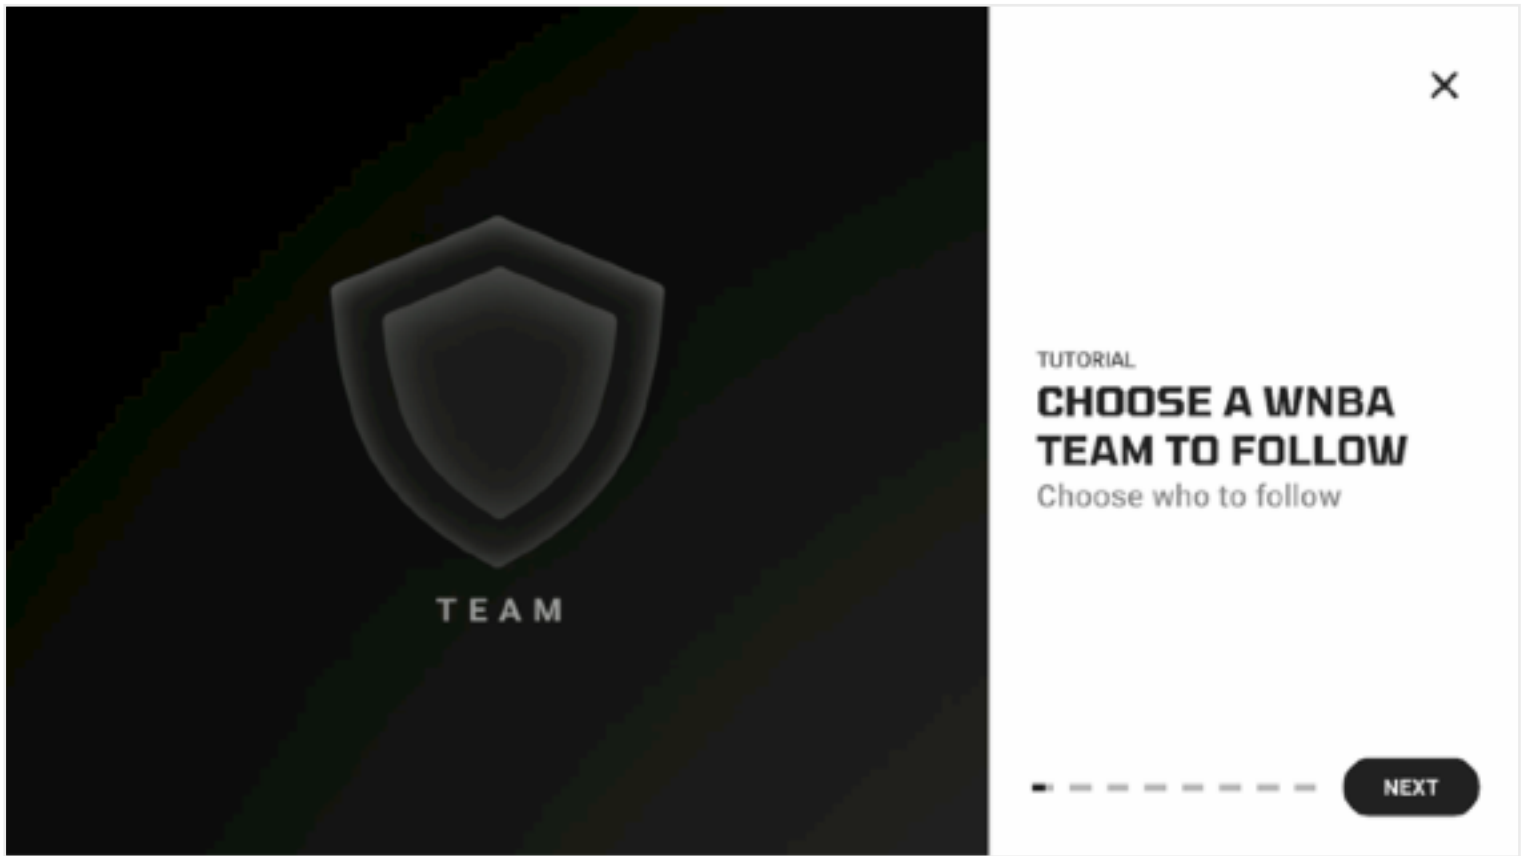 TEAM
TUTORIAL
CHOOSE A WNBA
TEAM TO FOLLOW
Choose who to follow
NEXT